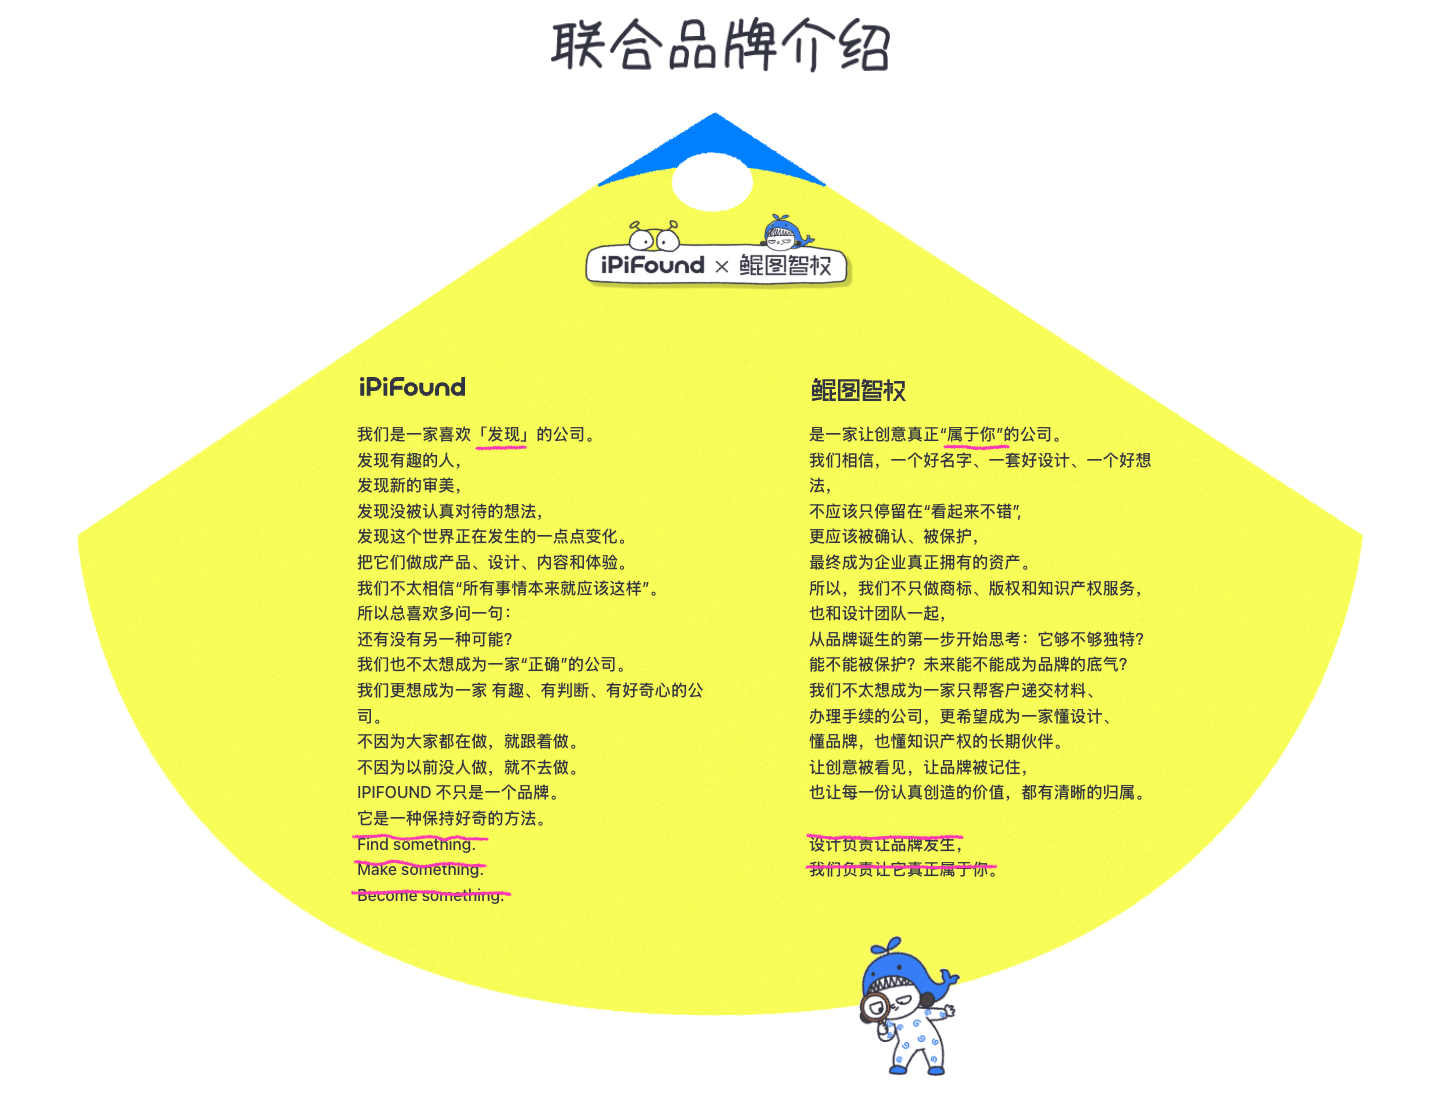 联合品牌介绍
iPiFound × 鲲图智权
iPiFound
我们是一家喜欢「发现」的公司。
发现有趣的人，
发现新的审美，
发现没被认真对待的想法，
发现这个世界正在发生的一点点变化。
把它们做成产品、设计、内容和体验。
我们不太相信“所有事情本来就应该这样”。
所以总喜欢多问一句：
还有没有另一种可能？
我们也不太想成为一家“正确”的公司。
我们更想成为一家 有趣、有判断、有好奇心的公
司。
不因为大家都在做，就跟着做。
不因为以前没人做，就不去做。
IPIFOUND 不只是一个品牌。
它是一种保持好奇的方法。
Find something.
Make something.
Become something.
鲲图智权
是一家让创意真正“属于你”的公司。
我们相信，一个好名字、一套好设计、一个好想
法，
不应该只停留在“看起来不错”，
更应该被确认、被保护，
最终成为企业真正拥有的资产。
所以，我们不只做商标、版权和知识产权服务，
也和设计团队一起，
从品牌诞生的第一步开始思考：它够不够独特？
能不能被保护？未来能不能成为品牌的底气？
我们不太想成为一家只帮客户递交材料、
办理手续的公司，更希望成为一家懂设计、
懂品牌，也懂知识产权的长期伙伴。
让创意被看见，让品牌被记住，
也让每一份认真创造的价值，都有清晰的归属。
设计负责让品牌发生，
我们负责让它真正属于你。